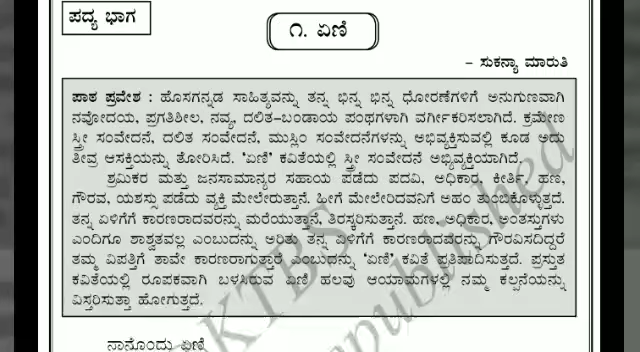 ಪದ್ಯ ಭಾಗ
೧. ಏಣಿ
– ಸುಕನ್ಯಾ ಮಾರುತಿ
ಪಾಠ ಪ್ರವೇಶ : ಹೊಸಗನ್ನಡ ಸಾಹಿತ್ಯವನ್ನು ತನ್ನ ಭಿನ್ನ ಭಿನ್ನ ಧೋರಣೆಗಳಿಗೆ ಅನುಗುಣವಾಗಿ
ನವೋದಯ, ಪ್ರಗತಿಶೀಲ, ನವ್ಯ, ದಲಿತ–ಬಂಡಾಯ ಪಂಥಗಳಾಗಿ ವರ್ಗೀಕರಿಸಲಾಗಿದೆ. ಕ್ರಮೇಣ
ಸ್ತ್ರೀ ಸಂವೇದನೆ, ದಲಿತ ಸಂವೇದನೆ, ಮುಸ್ಲಿಂ ಸಂವೇದನೆಗಳನ್ನು ಅಭಿವ್ಯಕ್ತಿಸುವಲ್ಲಿ ಕೂಡ ಅದು
ತೀವ್ರ ಆಸಕ್ತಿಯನ್ನು ತೋರಿಸಿದೆ. ‘ಏಣಿ’ ಕವಿತೆಯಲ್ಲಿ ಸ್ತ್ರೀ ಸಂವೇದನೆ ಅಭಿವ್ಯಕ್ತಿಯಾಗಿದೆ.
ಶ್ರಮಿಕರ ಮತ್ತು ಜನಸಾಮಾನ್ಯರ ಸಹಾಯ ಪಡೆದು ಪದವಿ, ಅಧಿಕಾರ, ಕೀರ್ತಿ, ಹಣ,
ಗೌರವ, ಯಶಸ್ಸು ಪಡೆದು ವ್ಯಕ್ತಿ ಮೇಲೇರುತ್ತಾನೆ. ಹೀಗೆ ಮೇಲೇರಿದವನಿಗೆ ಅಹಂ ತುಂಬಿಕೊಳ್ಳುತ್ತದೆ.
ತನ್ನ ಏಳಿಗೆಗೆ ಕಾರಣರಾದವರನ್ನು ಮರೆಯುತ್ತಾನೆ, ತಿರಸ್ಕರಿಸುತ್ತಾನೆ. ಹಣ, ಅಧಿಕಾರ, ಅಂತಸ್ತುಗಳು
ಎಂದಿಗೂ ಶಾಶ್ವತವಲ್ಲ ಎಂಬುದನ್ನು ಅರಿತು ತನ್ನ ಏಳಿಗೆಗೆ ಕಾರಣರಾದವರನ್ನು ಗೌರವಿಸದಿದ್ದರೆ
ತಮ್ಮ ವಿಪತ್ತಿಗೆ ತಾವೇ ಕಾರಣರಾಗುತ್ತಾರೆ ಎಂಬುದನ್ನು ‘ಏಣಿ’ ಕವಿತೆ ಪ್ರತಿಪಾದಿಸುತ್ತದೆ. ಪ್ರಸ್ತುತ
ಕವಿತೆಯಲ್ಲಿ ರೂಪಕವಾಗಿ ಬಳಸಿರುವ ಏಣಿ ಹಲವು ಆಯಾಮಗಳಲ್ಲಿ ನಮ್ಮ ಕಲ್ಪನೆಯನ್ನು
ವಿಸ್ತರಿಸುತ್ತಾ ಹೋಗುತ್ತದೆ.
ನಾನೊಂದು ಏಣಿ
KTBS
republished